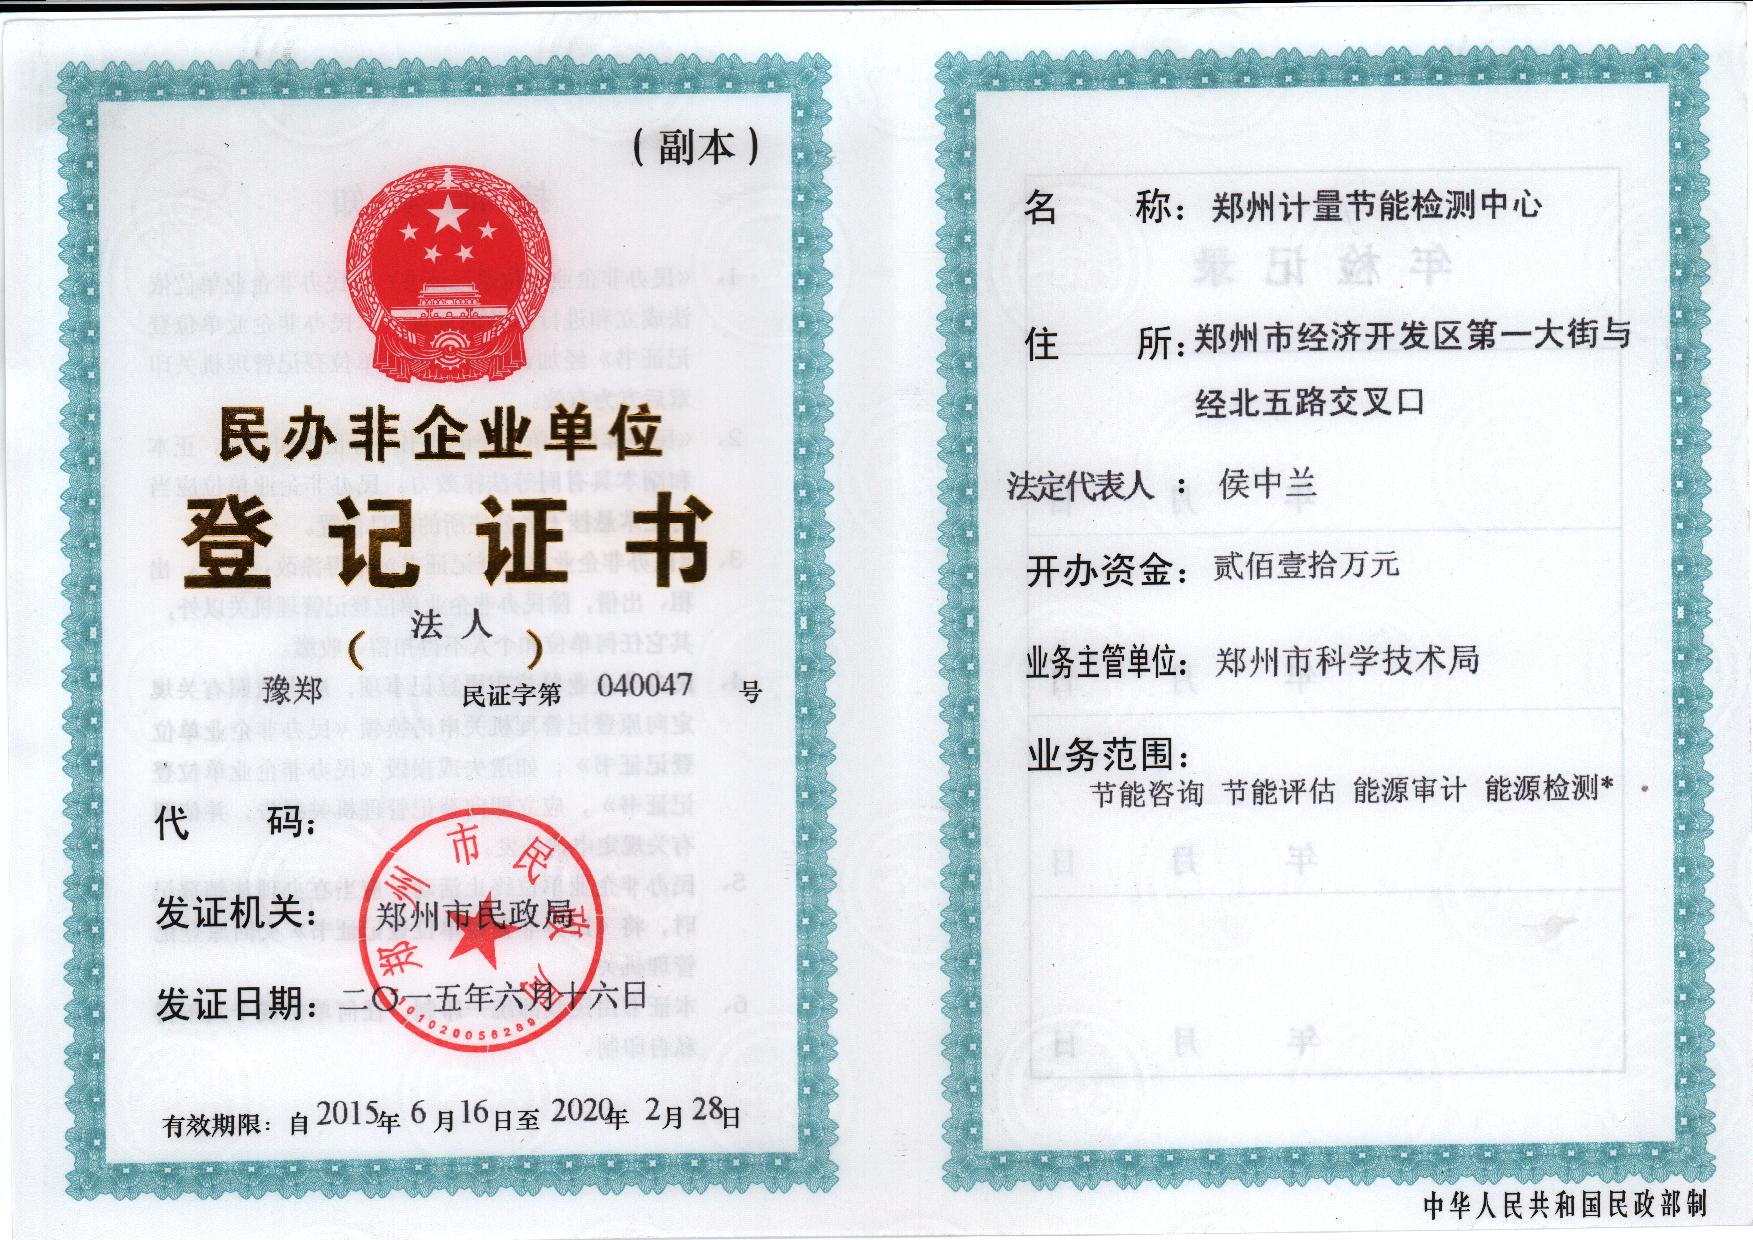 （副本）
民办非企业单位
登记证书
（法人）
豫郑 民证字第 040047 号
代 码：
发证机关： 郑州市民政局
郑州市民政局
发证日期： 二〇一五年六月十六日
有效期限：自 2015年 6月 16日至 2020年 2月 28日
名 称： 郑州计量节能检测中心
住 所： 郑州市经济开发区第一大街与
经北五路交叉口
法定代表人 ： 侯中兰
开办资金： 贰佰壹拾万元
业务主管单位： 郑州市科学技术局
业务范围：
节能咨询 节能评估 能源审计 能源检测*
中华人民共和国民政部制